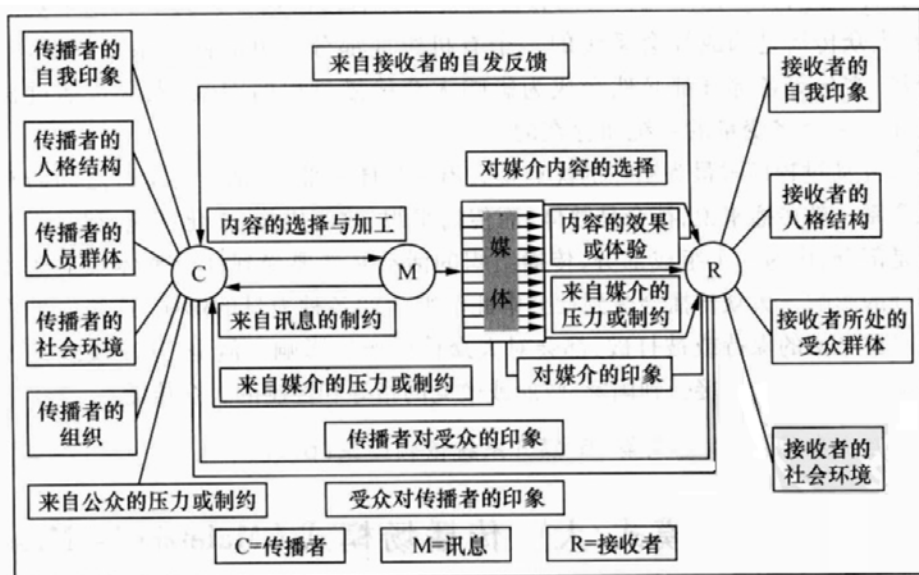 传播者的
自我印象
传播者的
人格结构
传播者的
人员群体
传播者的
社会环境
传播者的
组织
来自公众的压力或制约
来自接收者的自发反馈
对媒介内容的选择
内容的选择与加工
内容的效果
或体验
C
M
媒
体
R
来自讯息的制约
来自媒介的
压力或制约
来自媒介的压力或制约
对媒介的印象
传播者对受众的印象
受众对传播者的印象
接收者的
自我印象
接收者的
人格结构
接收者所处的
受众群体
接收者的
社会环境
C=传播者
M=讯息
R=接收者